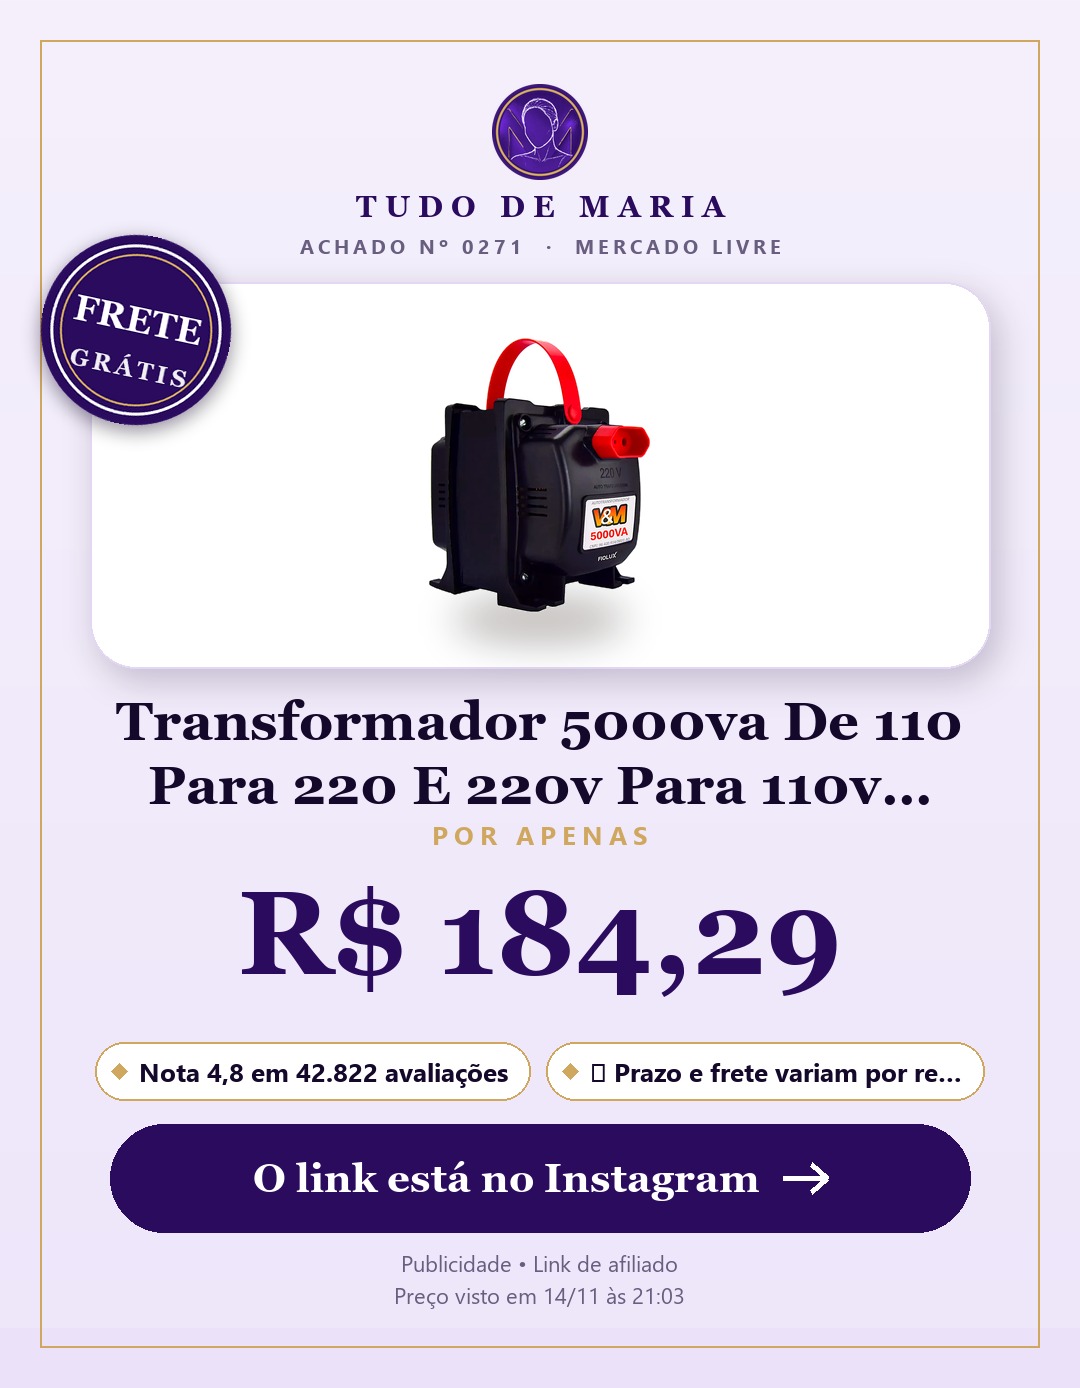 TUDO DE MARIA
ACHADO Nº 0271 · MERCADO LIVRE
FRETE
GRÁTIS
220 V
V&M
5000VA
FIOLUX
Transformador 5000va De 110
Para 220 E 220v Para 110v...
POR APENAS
R$ 184,29
Nota 4,8 em 42.822 avaliações
Prazo e frete variam por re...
O link está no Instagram →
Publicidade • Link de afiliado
Preço visto em 14/11 às 21:03